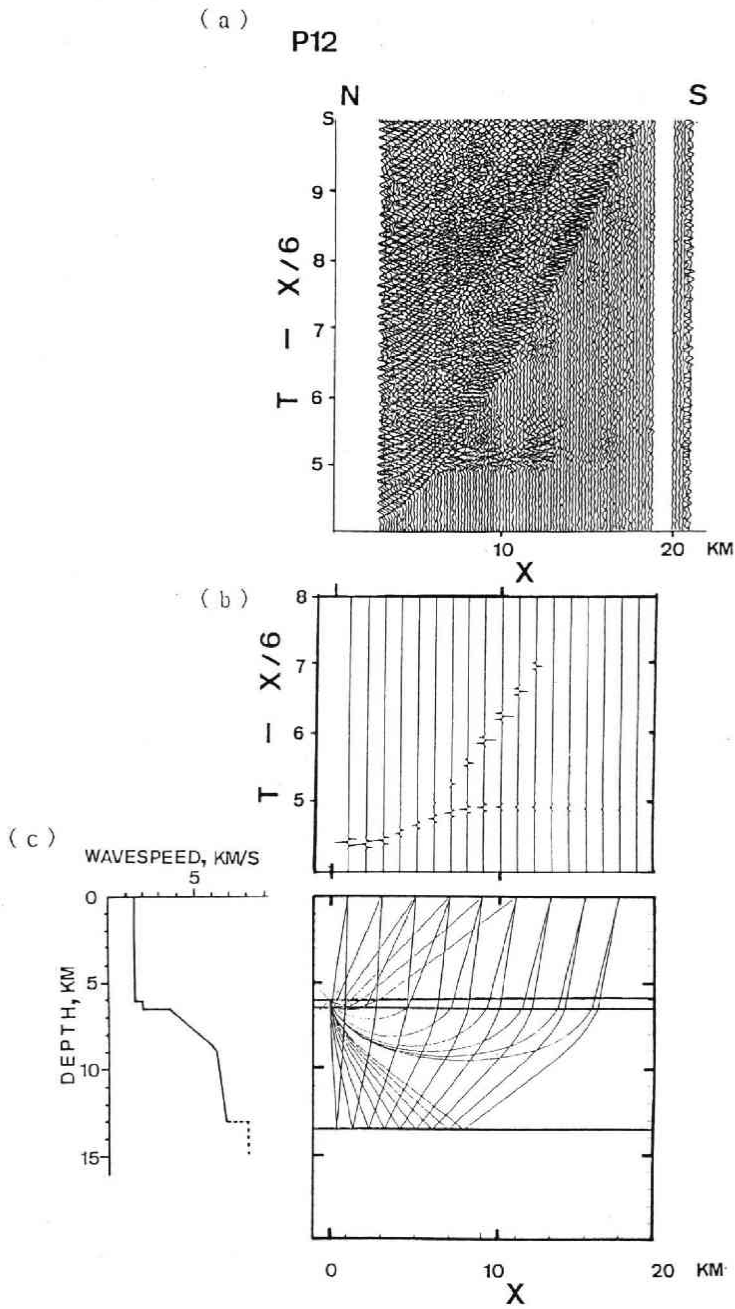 (a)
P12
N S
S
9
8
7
6
5
T — X/6
10 20 KM
X
(b)
8
7
6
5
T — X/6
(c)
WAVESPEED, KM/S
5
0
5
10
15
DEPTH, KM
0 10 20 KM
X